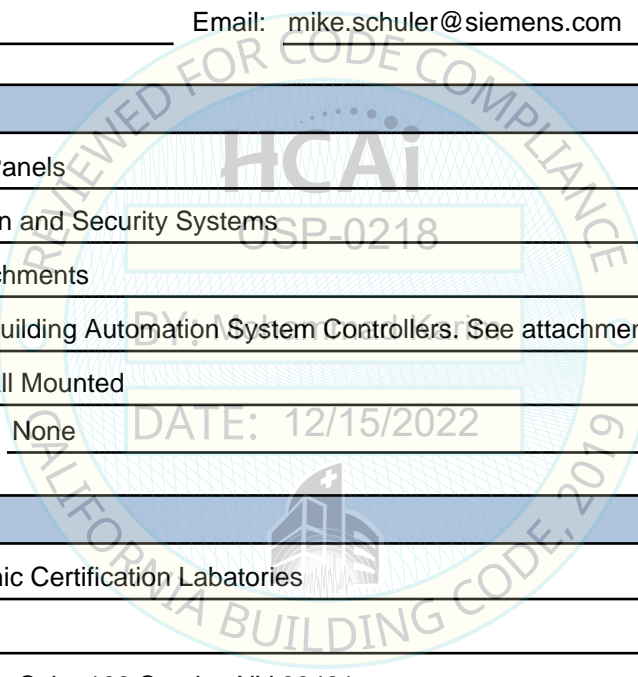 Email: mike.schuler@siemens.com
REVIEWED FOR CODE COMPLIANCE
HCAi
Panels
n and Security Systems
OSP-0218
chments
uilding Automation System Controllers. See attachmen
BY: Mohammad Karim
ll Mounted
None
DATE: 12/15/2022
nic Certification Labatories
CALIFORNIA BUILDING CODE, 2019